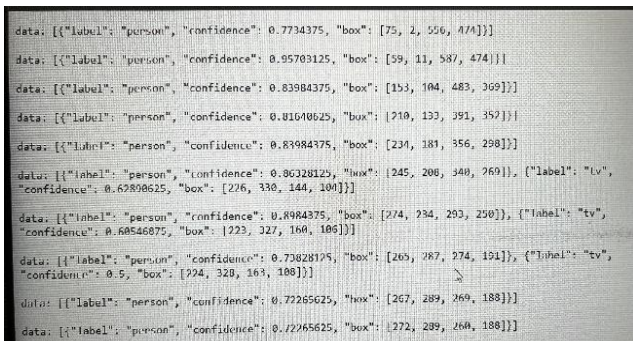 data: [{"label": "person", "confidence": 0.7734375, "box": [75, 2, 556, 474]}]
data: [{"label": "person", "confidence": 0.95703125, "box": [59, 11, 587, 474]}]
data: [{"label": "person", "confidence": 0.83984375, "box": [153, 104, 483, 369]}]
data: [{"label": "person", "confidence": 0.81640625, "box": [210, 133, 391, 352]}]
data: [{"label": "person", "confidence": 0.83984375, "box": [234, 181, 356, 298]}]
data: [{"label": "person", "confidence": 0.86328125, "box": [245, 208, 340, 269]}, {"label": "tv",
"confidence": 0.62890625, "box": [226, 330, 144, 104]}]
data: [{"label": "person", "confidence": 0.8984375, "box": [274, 234, 293, 250]}, {"label": "tv",
"confidence": 0.60546875, "box": [223, 327, 160, 106]}]
data: [{"label": "person", "confidence": 0.73828125, "box": [265, 287, 274, 191]}, {"label": "tv",
"confidence": 0.5, "box": [224, 328, 163, 108]}]
data: [{"label": "person", "confidence": 0.72265625, "box": [267, 289, 269, 188]}]
data: [{"label": "person", "confidence": 0.72265625, "box": [272, 289, 260, 188]}]